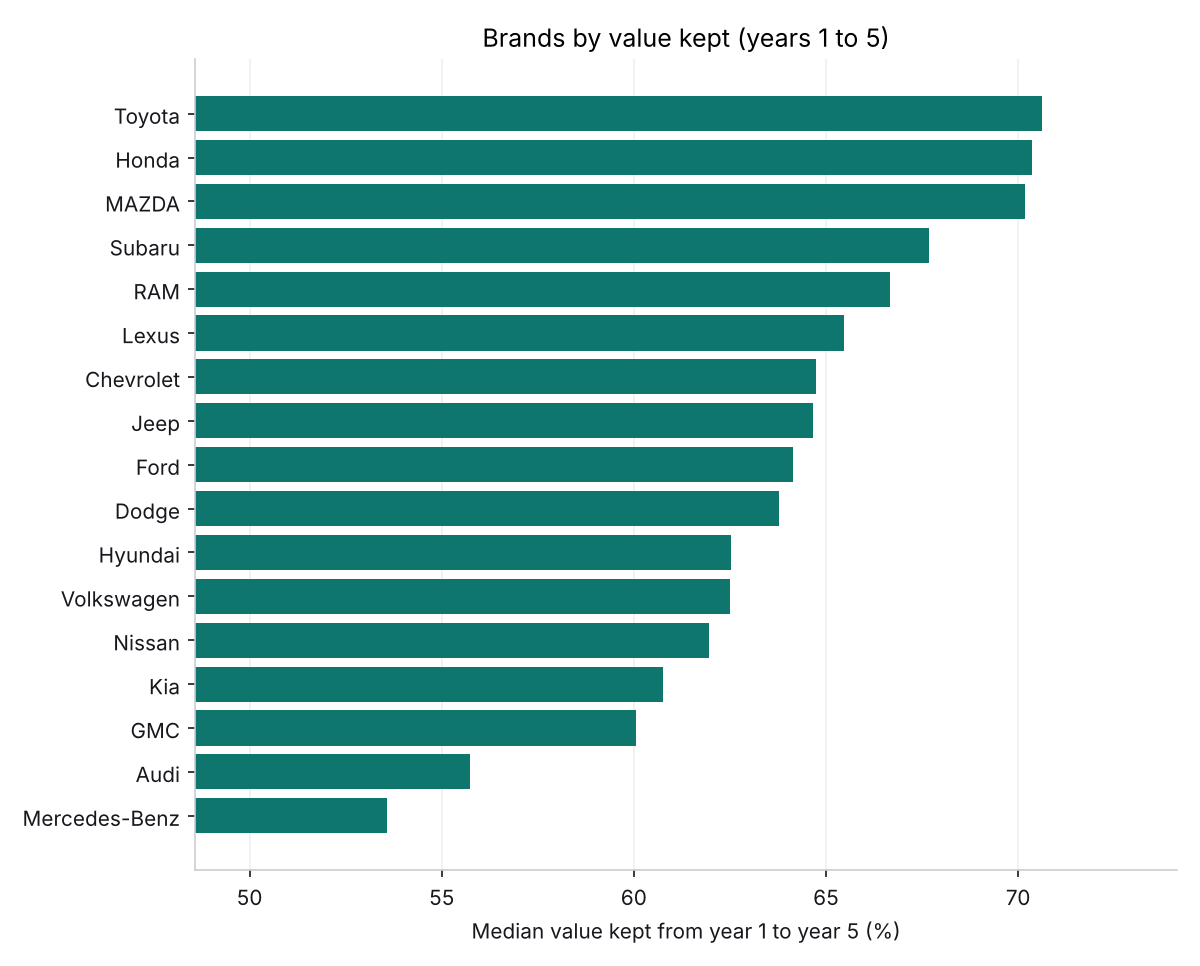 Brands by value kept (years 1 to 5)
Toyota
Honda
MAZDA
Subaru
RAM
Lexus
Chevrolet
Jeep
Ford
Dodge
Hyundai
Volkswagen
Nissan
Kia
GMC
Audi
Mercedes-Benz
50 55 60 65 70
Median value kept from year 1 to year 5 (%)